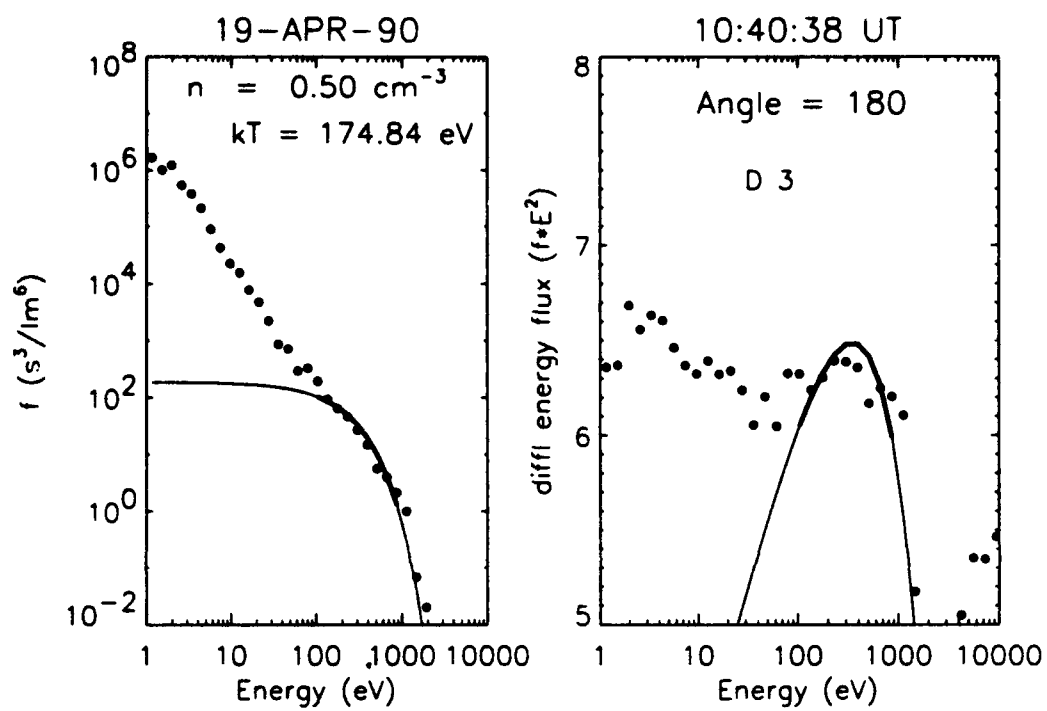 19-APR-90
n = 0.50 cm⁻³
kT = 174.84 eV
f (s³/lm⁶)
10⁸
10⁶
10⁴
10²
10⁰
10⁻²
1 10 100 1000 10000
Energy (eV)
10:40:38 UT
Angle = 180
D 3
diffl energy flux (f*E²)
8
7
6
5
1 10 100 1000 10000
Energy (eV)